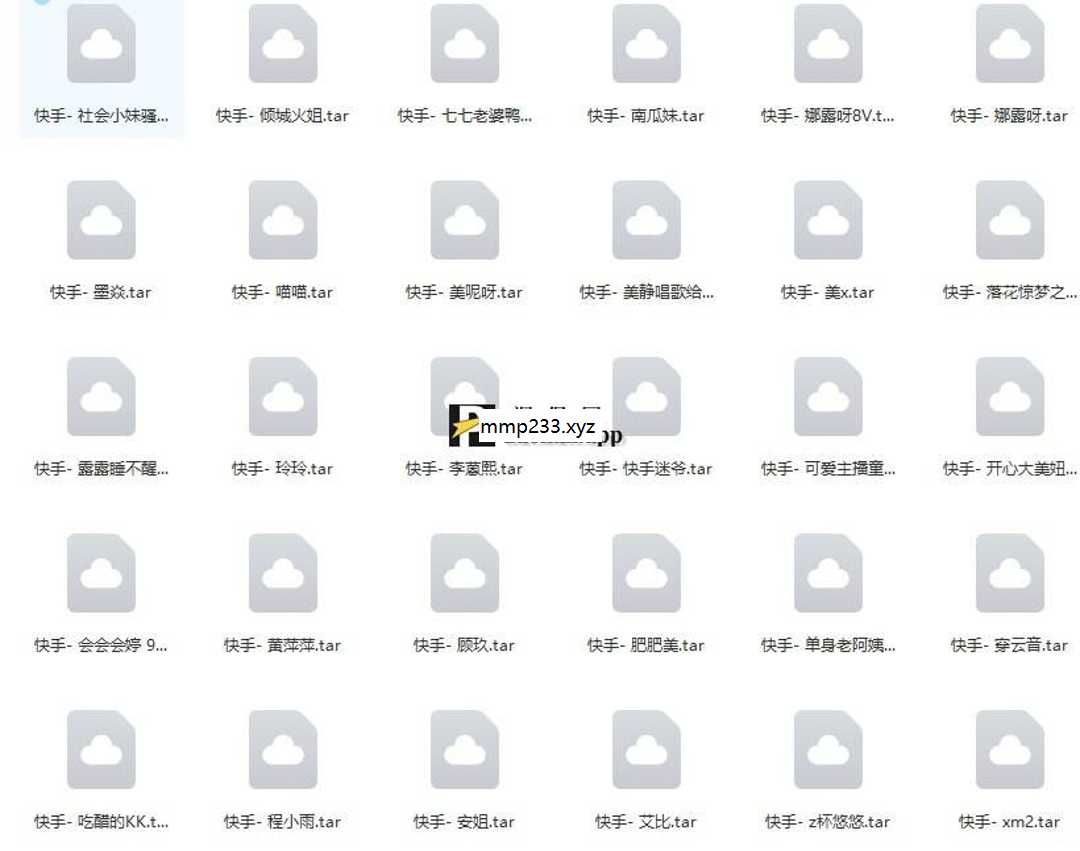 快手- 社会小妹骚...
快手- 倾城火姐.tar
快手- 七七老婆鸭...
快手- 南瓜妹.tar
快手- 娜露呀8V.t...
快手- 娜露呀.tar
快手- 墨焱.tar
快手- 喵喵.tar
快手- 美呢呀.tar
快手- 美静唱歌给...
快手- 美x.tar
快手- 落花惊梦之...
mmp233.xyz
pp
快手- 露露睡不醒...
快手- 玲玲.tar
快手- 李蒽熙.tar
快手- 快手迷爷.tar
快手- 可爱主播童...
快手- 开心大美妞...
快手- 会会会婷 9...
快手- 黄萍萍.tar
快手- 顾玖.tar
快手- 肥肥美.tar
快手- 单身老阿姨...
快手- 穿云音.tar
快手- 吃醋的KK.t...
快手- 程小雨.tar
快手- 安姐.tar
快手- 艾比.tar
快手- z杯悠悠.tar
快手- xm2.tar